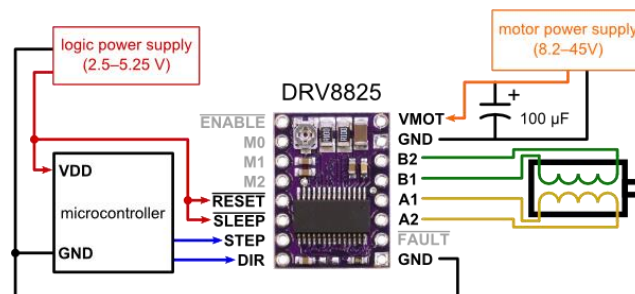 logic power supply
(2.5–5.25 V)
motor power supply
(8.2–45V)
DRV8825
+
100 µF
ENABLE
M0
M1
M2
RESET
SLEEP
STEP
DIR
VMOT
GND
B2
B1
A1
A2
FAULT
GND
VDD
microcontroller
GND